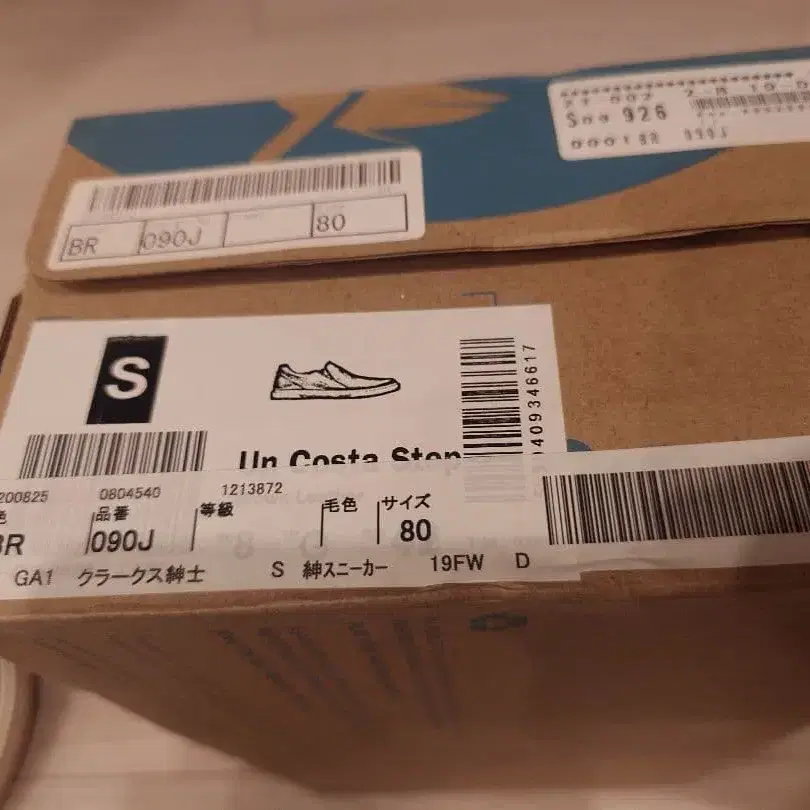 926
090J
BR 090J 80
S
409346617
Un Costa Step
200825 0804540 1213872
色 品番 等級 毛色 サイズ
BR 090J 80
GA1 クラークス紳士 S 紳スニーカー 19FW D